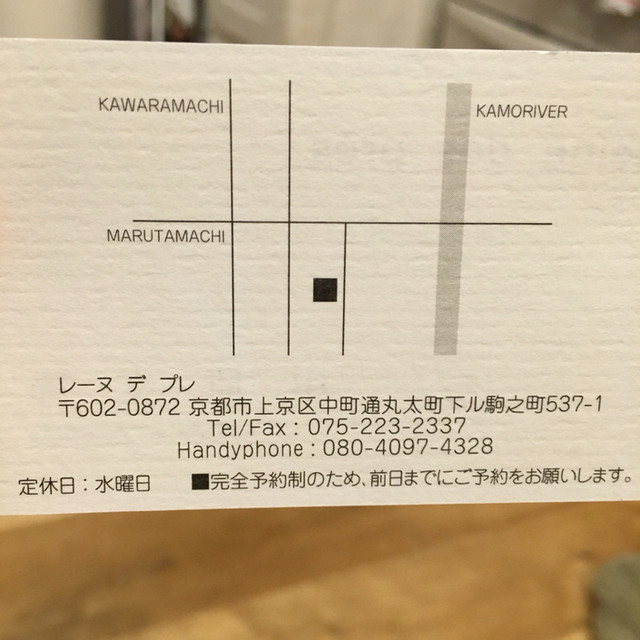 KAWARAMACHI
KAMORIVER
MARUTAMACHI
レーヌ デ プレ
〒602-0872 京都市上京区中町通丸太町下ル駒之町537-1
Tel/Fax : 075-223-2337
Handyphone : 080-4097-4328
定休日 : 水曜日 ■完全予約制のため、前日までにご予約をお願いします。